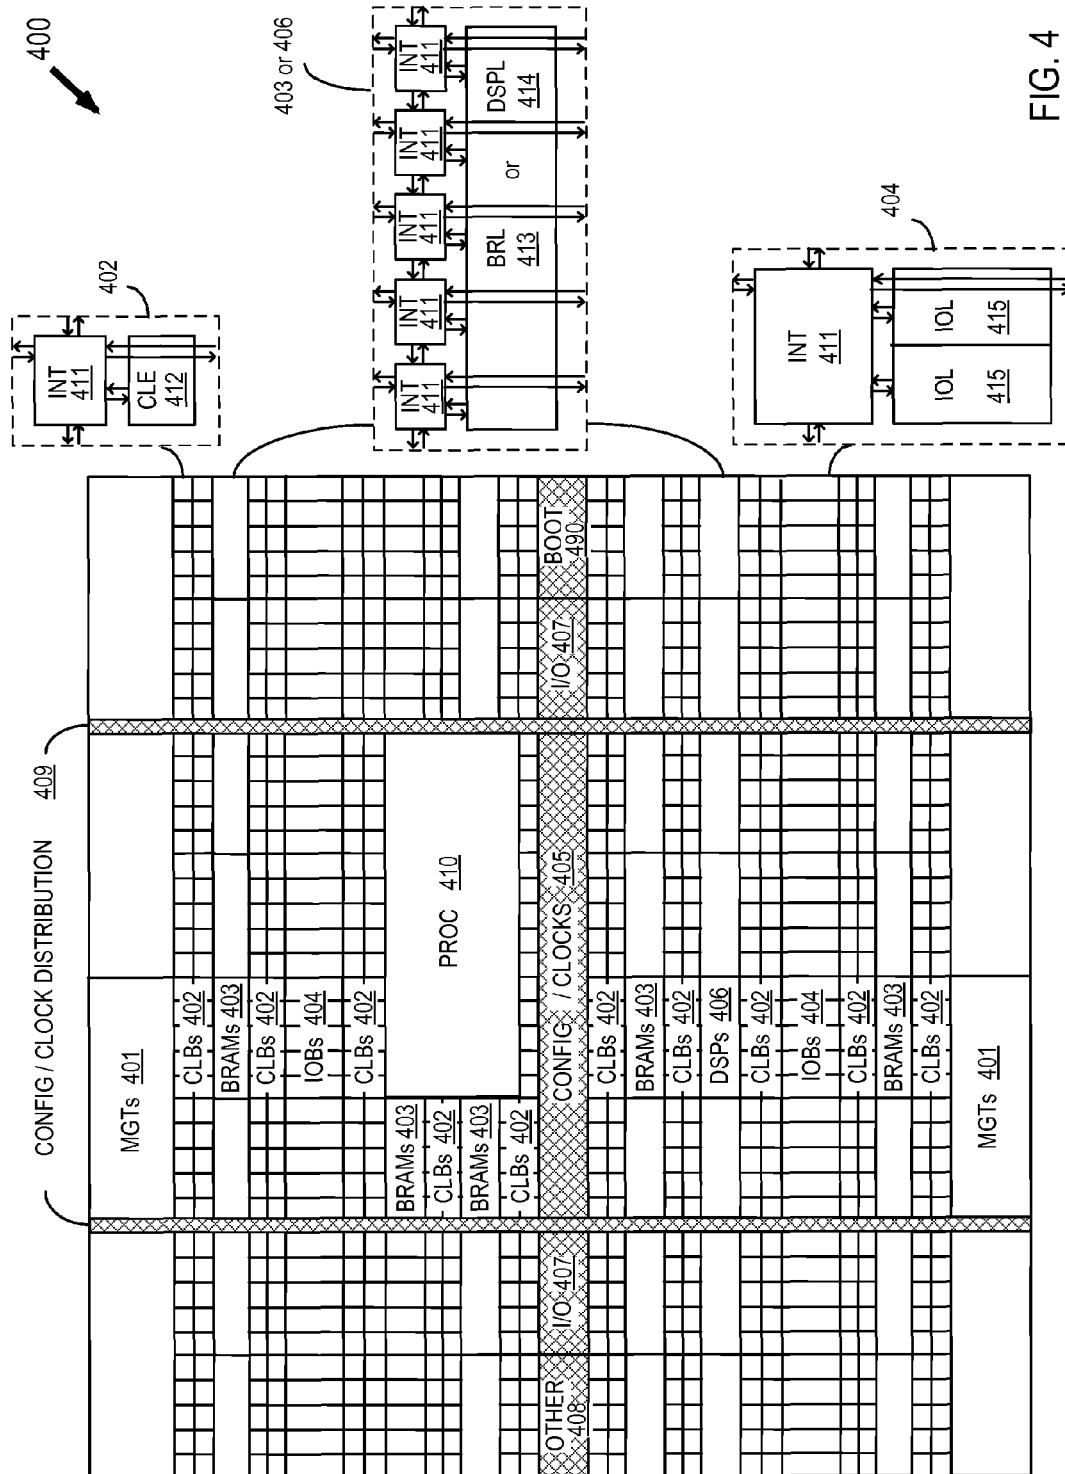 400
CONFIG / CLOCK DISTRIBUTION 409
MGTs 401
CLBs 402
BRAMs 403
CLBs 402
IOBs 404
CLBs 402
PROC 410
BRAMs 403
CLBs 402
BRAMs 403
CLBs 402
OTHER 408
I/O 407
CONFIG / CLOCKS 405
I/O 407
BOOT 490
CLBs 402
BRAMs 403
CLBs 402
DSPs 406
CLBs 402
IOBs 404
CLBs 402
BRAMs 403
CLBs 402
MGTs 401
402
INT 411
CLE 412
403 or 406
INT 411
INT 411
INT 411
INT 411
INT 411
BRL 413
or
DSPL 414
404
INT 411
IOL 415
IOL 415
FIG. 4